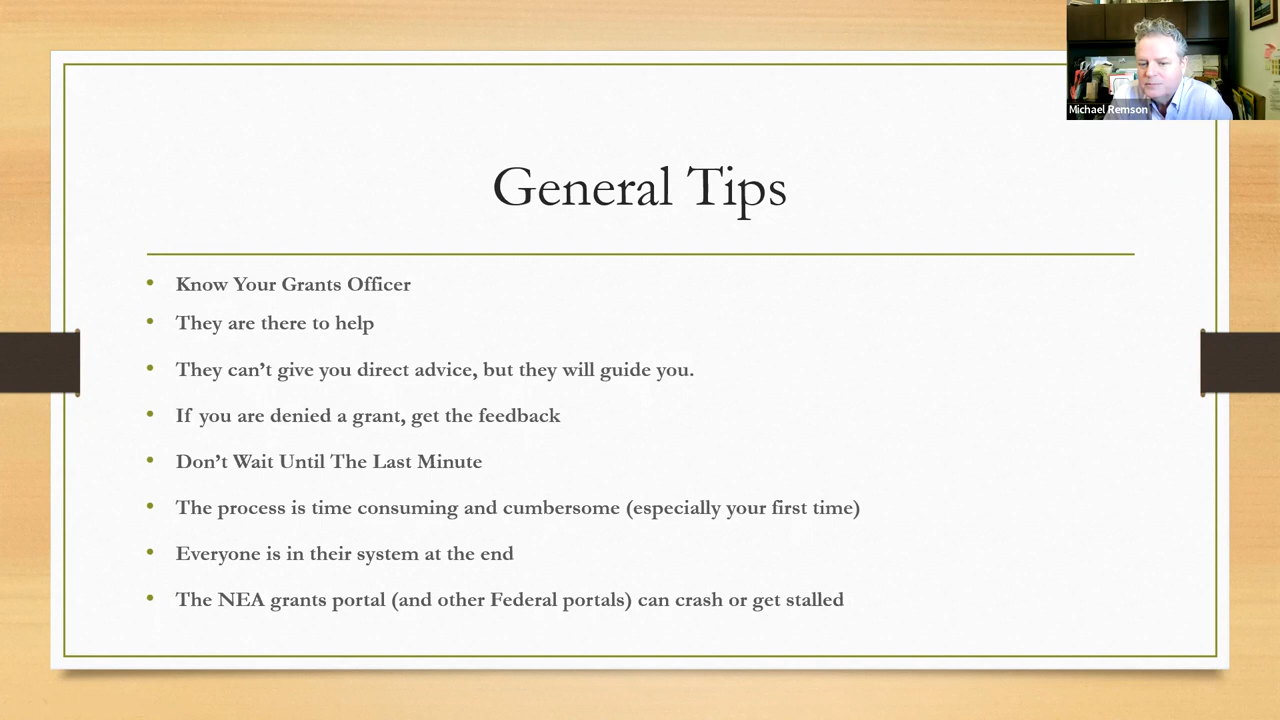 Michael Remson
General Tips
Know Your Grants Officer
They are there to help
They can’t give you direct advice, but they will guide you.
If you are denied a grant, get the feedback
Don’t Wait Until The Last Minute
The process is time consuming and cumbersome (especially your first time)
Everyone is in their system at the end
The NEA grants portal (and other Federal portals) can crash or get stalled